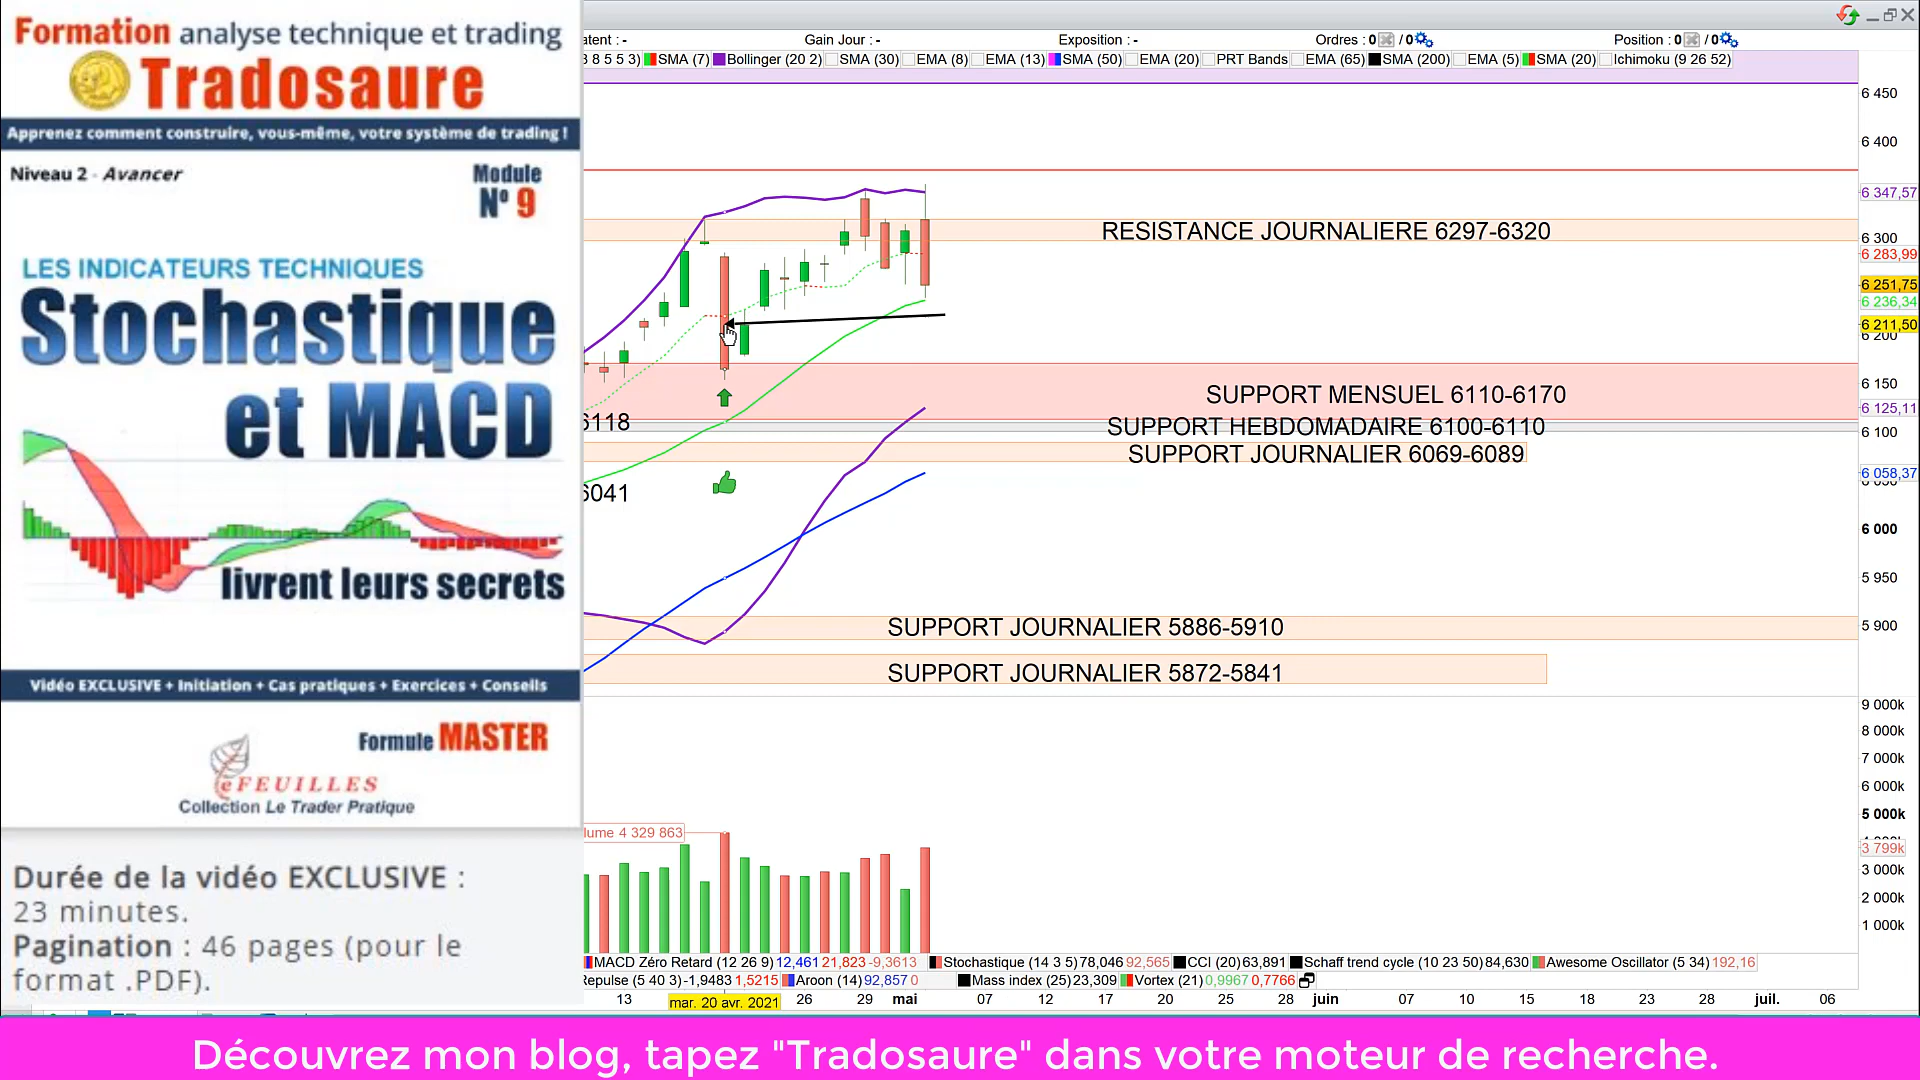 Formation analyse technique et trading
Tradosaure
Apprenez comment construire, vous-même, votre système de trading !
Niveau 2 - Avancer
Module
N° 9
LES INDICATEURS TECHNIQUES
Stochastique
et MACD
livrent leurs secrets
Vidéo EXCLUSIVE + Initiation + Cas pratiques + Exercices + Conseils
Formule MASTER
eFEUILLES
Collection Le Trader Pratique
Durée de la vidéo EXCLUSIVE :
23 minutes.
Pagination : 46 pages (pour le
format .PDF).
atent : - Gain Jour : - Exposition : - Ordres : 0 / 0 Position : 0 / 0
3 8 5 5 3) SMA (7) Bollinger (20 2) SMA (30) EMA (8) EMA (13) SMA (50) EMA (20) PRT Bands EMA (65) SMA (200) EMA (5) SMA (20) Ichimoku (9 26 52)
6 450
6 400
6 347,57
RESISTANCE JOURNALIERE 6297-6320
6 300
6 283,99
6 251,75
6 236,34
6 211,50
6 200
6 150
SUPPORT MENSUEL 6110-6170
6 125,11
6118
SUPPORT HEBDOMADAIRE 6100-6110
6 100
SUPPORT JOURNALIER 6069-6089
6 058,37
6041
6 000
5 950
SUPPORT JOURNALIER 5886-5910
5 900
SUPPORT JOURNALIER 5872-5841
9 000k
8 000k
7 000k
6 000k
5 000k
lume 4 329 863
3 799k
3 000k
2 000k
1 000k
MACD Zéro Retard (12 26 9) 12,461 21,823 -9,3613 Stochastique (14 3 5) 78,046 92,565 CCI (20) 63,891 Schaff trend cycle (10 23 50) 84,630 Awesome Oscillator (5 34) 192,16
Repulse (5 40 3) -1,9483 1,5215 Aroon (14) 92,857 0 Mass index (25) 23,309 Vortex (21) 0,9967 0,7766
13 mar. 20 avr. 2021 26 29 mai 07 12 17 20 25 28 juin 07 10 15 18 23 28 juil. 06
Découvrez mon blog, tapez "Tradosaure" dans votre moteur de recherche.